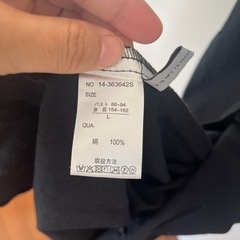 NO 14-363642S
SIZE
バスト 86-94
身 長 154-162
L
QUA.
綿 100%
取扱方法